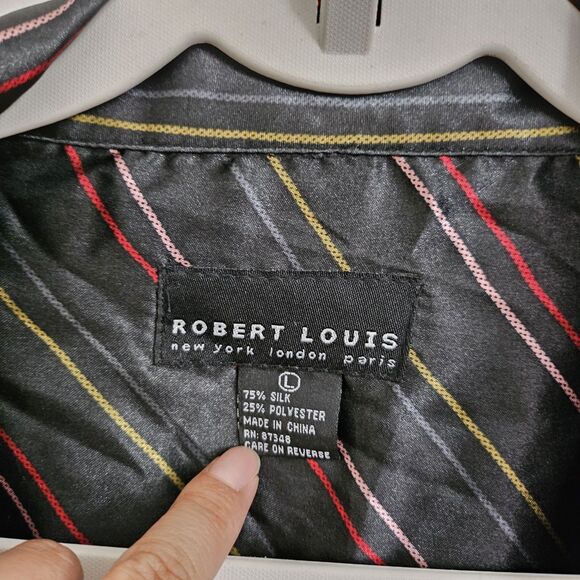 ROBERT LOUIS
new york london paris
L
75% SILK
25% POLYESTER
MADE IN CHINA
RN: 87348
CARE ON REVERSE